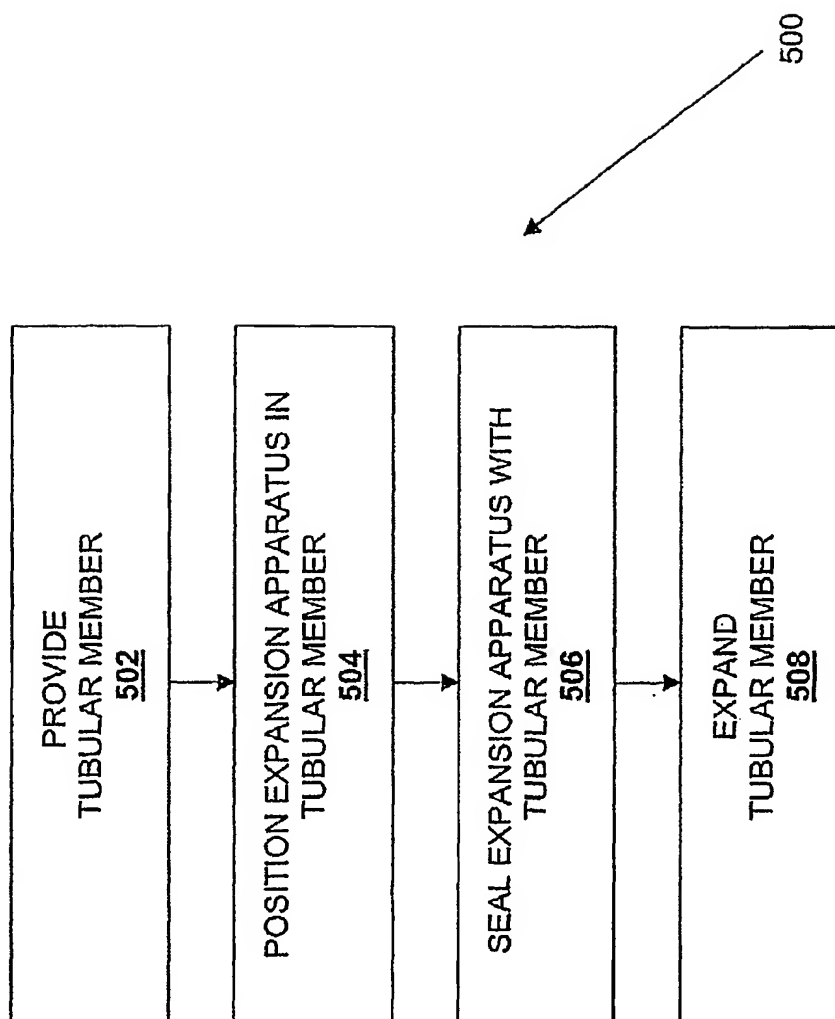 PROVIDE
TUBULAR MEMBER
502
POSITION EXPANSION APPARATUS IN
TUBULAR MEMBER
504
SEAL EXPANSION APPARATUS WITH
TUBULAR MEMBER
506
EXPAND
TUBULAR MEMBER
508
500